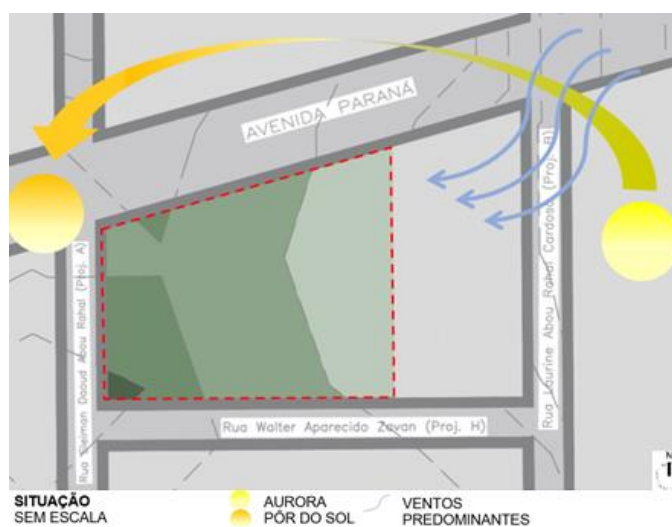 AVENIDA PARANÁ
Rua Sleiman Daoud Abou Rahal (Proj. A)
Rua Laurine Abou Rahal Cardoso (Proj. B)
Rua Walter Aparecido Zavan (Proj. H)
N
SITUAÇÃO
SEM ESCALA
AURORA
PÔR DO SOL
VENTOS
PREDOMINANTES